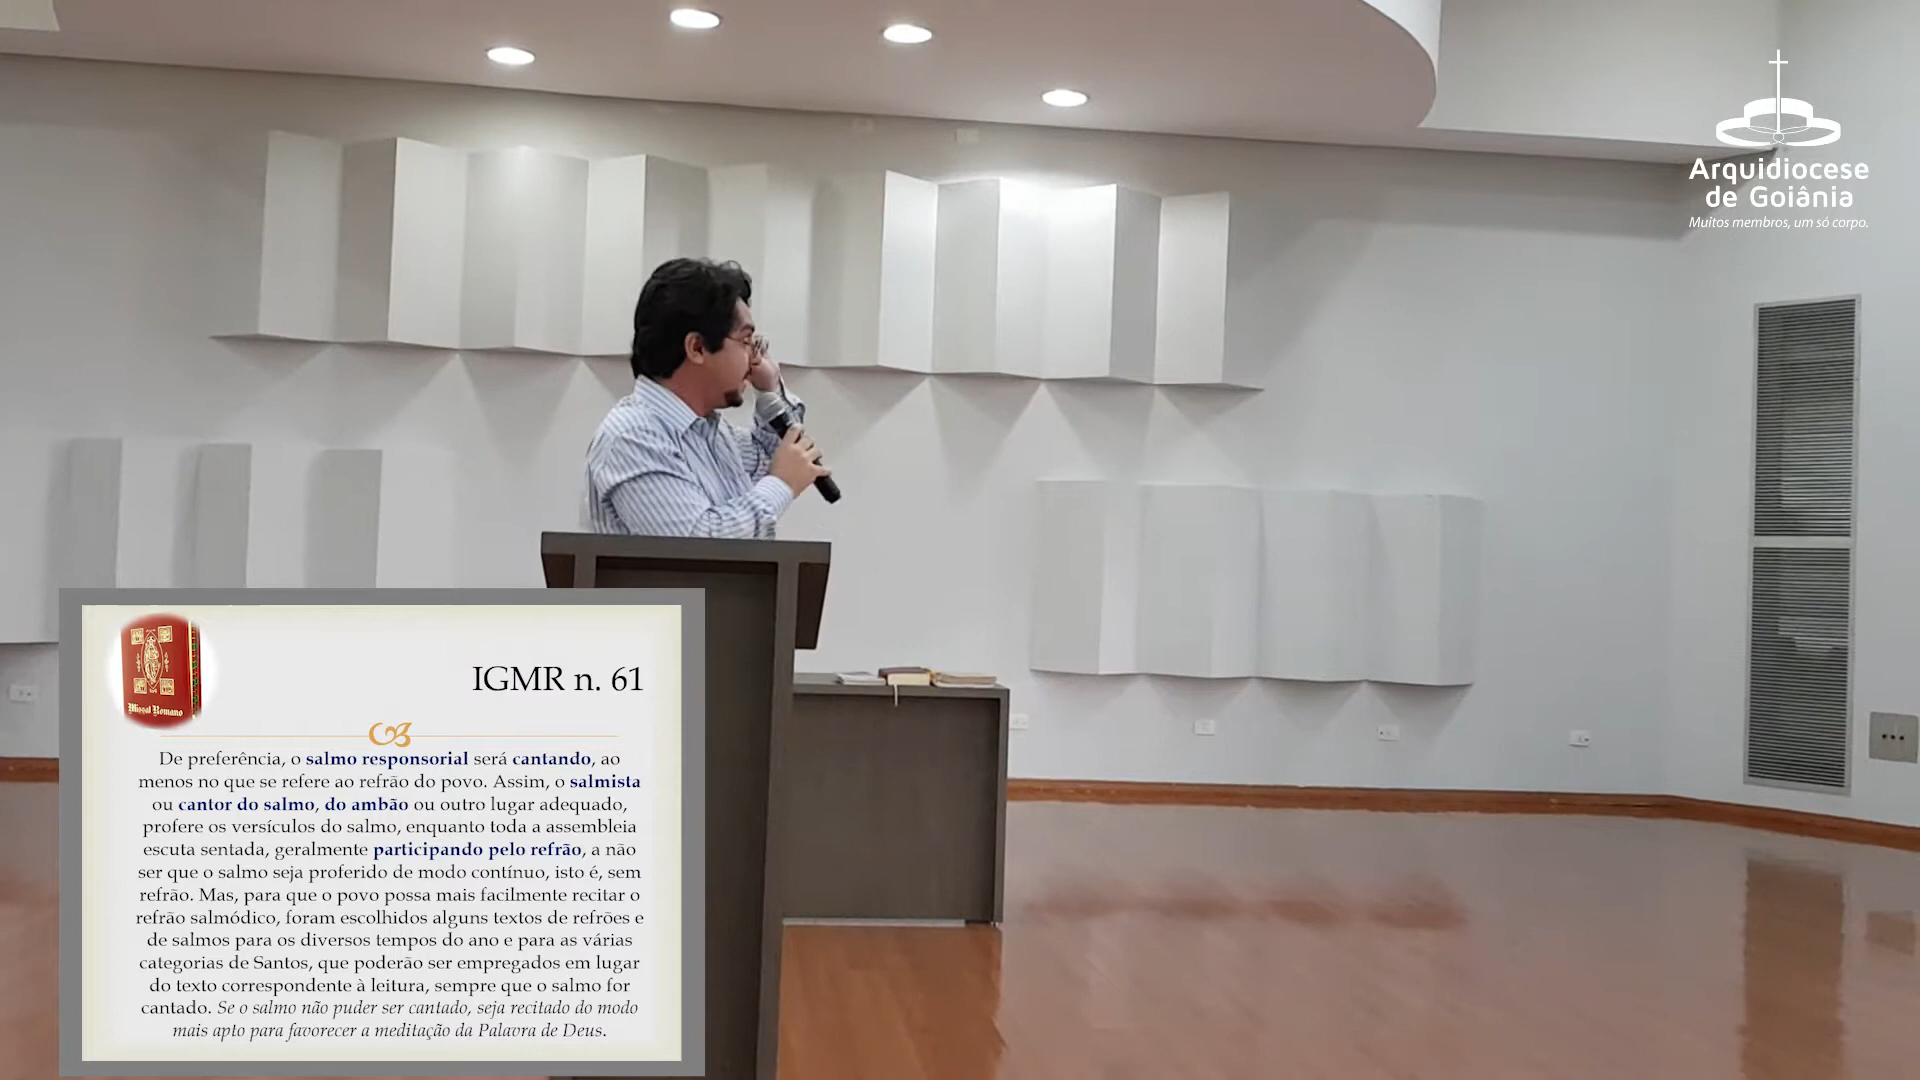 Arquidiocese
de Goiânia
Muitos membros, um só corpo.
Missal Romano
IGMR n. 61
De preferência, o salmo responsorial será cantando, ao
menos no que se refere ao refrão do povo. Assim, o salmista
ou cantor do salmo, do ambão ou outro lugar adequado,
profere os versículos do salmo, enquanto toda a assembleia
escuta sentada, geralmente participando pelo refrão, a não
ser que o salmo seja proferido de modo contínuo, isto é, sem
refrão. Mas, para que o povo possa mais facilmente recitar o
refrão salmódico, foram escolhidos alguns textos de refrões e
de salmos para os diversos tempos do ano e para as várias
categorias de Santos, que poderão ser empregados em lugar
do texto correspondente à leitura, sempre que o salmo for
cantado. Se o salmo não puder ser cantado, seja recitado do modo
mais apto para favorecer a meditação da Palavra de Deus.